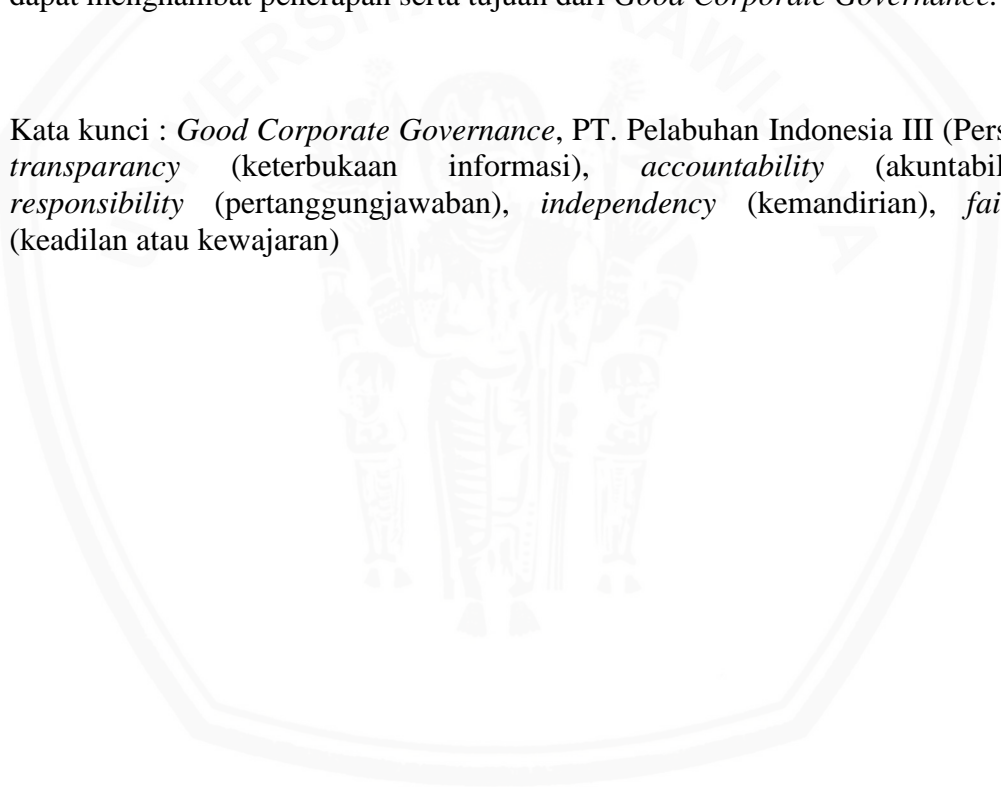 dapat menghambat penerapan serta tujuan dari Good Corporate Governance.
Kata kunci : Good Corporate Governance, PT. Pelabuhan Indonesia III (Pers
transparancy (keterbukaan informasi), accountability (akuntabil
responsibility (pertanggungjawaban), independency (kemandirian), fai
(keadilan atau kewajaran)